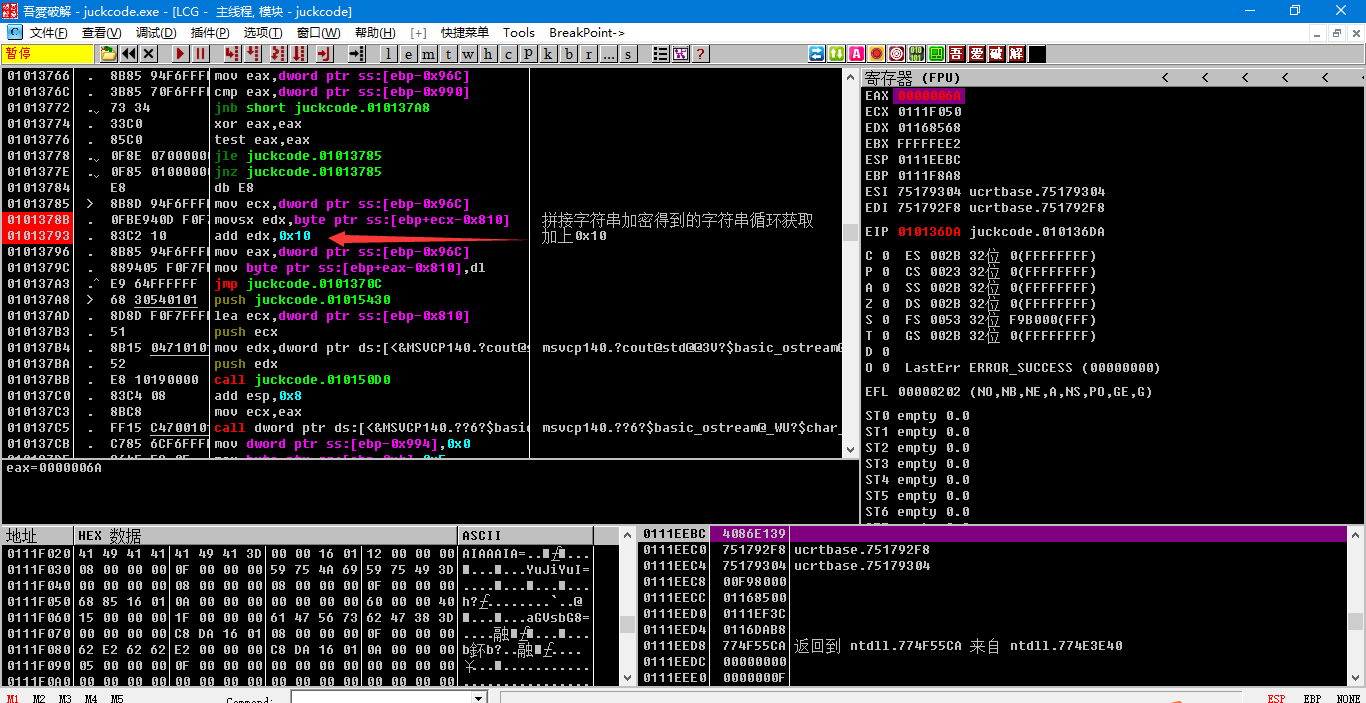 吾愛破解 - juckcode.exe - [LCG - 主线程, 模块 - juckcode]
文件(F) 查看(V) 调试(D) 插件(P) 选项(T) 窗口(W) 帮助(H) [+] 快捷菜单 Tools BreakPoint->
暂停 l e m t w h c p k b r ... s ? 吾 爱 破 解
01013766 . 8B85 94F6FFFF mov eax,dword ptr ss:[ebp-0x96C]
0101376C . 3B85 70F6FFFF cmp eax,dword ptr ss:[ebp-0x990]
01013772 . 73 34 jnb short juckcode.010137A8
01013774 . 33C0 xor eax,eax
01013776 . 85C0 test eax,eax
01013778 . 0F8E 07000000 jle juckcode.01013785
0101377E . 0F85 01000000 jnz juckcode.01013785
01013784 E8 db E8
01013785 > 8B8D 94F6FFFF mov ecx,dword ptr ss:[ebp-0x96C]
0101378B . 0FBE940D F0F7 movsx edx,byte ptr ss:[ebp+ecx-0x810] 拼接字符串加密得到的字符串循环获取
01013793 . 83C2 10 add edx,0x10 加上0x10
01013796 . 8B85 94F6FFFF mov eax,dword ptr ss:[ebp-0x96C]
0101379C . 889405 F0F7FF mov byte ptr ss:[ebp+eax-0x810],dl
010137A3 .^ E9 64FFFFFF jmp juckcode.0101370C
010137A8 > 68 30540101 push juckcode.01015430
010137AD . 8D8D F0F7FFFF lea ecx,dword ptr ss:[ebp-0x810]
010137B3 . 51 push ecx
010137B4 . 8B15 04710101 mov edx,dword ptr ds:[<&MSVCP140.?cout@s msvcp140.?cout@std@@3V?$basic_ostream@
010137BA . 52 push edx
010137BB . E8 10190000 call juckcode.010150D0
010137C0 . 83C4 08 add esp,0x8
010137C3 . 8BC8 mov ecx,eax
010137C5 . FF15 C4700101 call dword ptr ds:[<&MSVCP140.??6?$basic msvcp140.??6?$basic_ostream@_WU?$char_
010137CB . C785 6CF6FFFF mov dword ptr ss:[ebp-0x994],0x0
eax=0000006A
寄存器 (FPU) < < < < <
EAX 0000006A
ECX 0111F050
EDX 01168568
EBX FFFFFEE2
ESP 0111EEBC
EBP 0111F8A8
ESI 75179304 ucrtbase.75179304
EDI 751792F8 ucrtbase.751792F8
EIP 010136DA juckcode.010136DA
C 0 ES 002B 32位 0(FFFFFFFF)
P 0 CS 0023 32位 0(FFFFFFFF)
A 0 SS 002B 32位 0(FFFFFFFF)
Z 0 DS 002B 32位 0(FFFFFFFF)
S 0 FS 0053 32位 F9B000(FFF)
T 0 GS 002B 32位 0(FFFFFFFF)
D 0
O 0 LastErr ERROR_SUCCESS (00000000)
EFL 00000202 (NO,NB,NE,A,NS,PO,GE,G)
ST0 empty 0.0
ST1 empty 0.0
ST2 empty 0.0
ST3 empty 0.0
ST4 empty 0.0
ST5 empty 0.0
ST6 empty 0.0
地址 HEX 数据 ASCII
0111F020 41 49 41 41 41 49 41 3D 00 00 16 01 12 00 00 00 AIAAAIA=
0111F030 08 00 00 00 0F 00 00 00 59 75 4A 69 59 75 49 3D YuJiYuI=
0111F040 00 00 00 00 08 00 00 00 08 00 00 00 0F 00 00 00
0111F050 68 85 16 01 0A 00 00 00 00 00 00 00 60 00 00 40
0111F060 15 00 00 00 1F 00 00 00 61 47 56 73 62 47 38 3D aGVsbG8=
0111F070 00 00 00 00 C8 DA 16 01 08 00 00 00 0F 00 00 00
0111F080 62 E2 62 62 E2 00 00 00 C8 DA 16 01 0A 00 00 00
0111F090 05 00 00 00 0F 00 00 00 00 00 00 00 00 00 00 00
0111F0A0 00 00 00 00 00 00 00 00 00 00 00 00 00 00 00 00
0111EEBC 4086E139
0111EEC0 751792F8 ucrtbase.751792F8
0111EEC4 75179304 ucrtbase.75179304
0111EEC8 00F98000
0111EECC 01168500
0111EED0 0111EF3C
0111EED4 0116DAB8
0111EED8 774F55CA 返回到 ntdll.774F55CA 来自 ntdll.774E3E40
0111EEDC 00000000
0111EEE0 0000000F
M1 M2 M3 M4 M5 Command: ESP EBP NONE